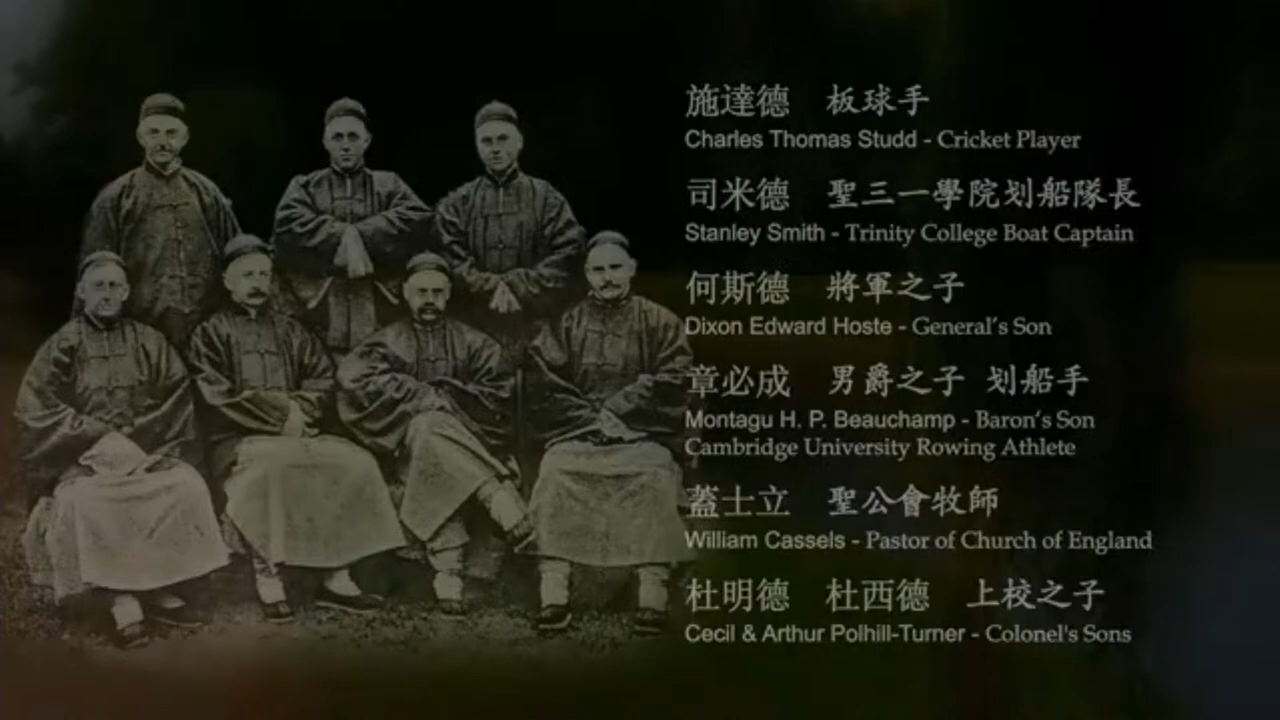 施達德 板球手
Charles Thomas Studd - Cricket Player
司米德 聖三一學院划船隊長
Stanley Smith - Trinity College Boat Captain
何斯德 將軍之子
Dixon Edward Hoste - General’s Son
章必成 男爵之子 划船手
Montagu H. P. Beauchamp - Baron‘s Son
Cambridge University Rowing Athlete
蓋士立 聖公會牧師
William Cassels - Pastor of Church of England
杜明德 杜西德 上校之子
Cecil & Arthur Polhill-Turner - Colonel's Sons